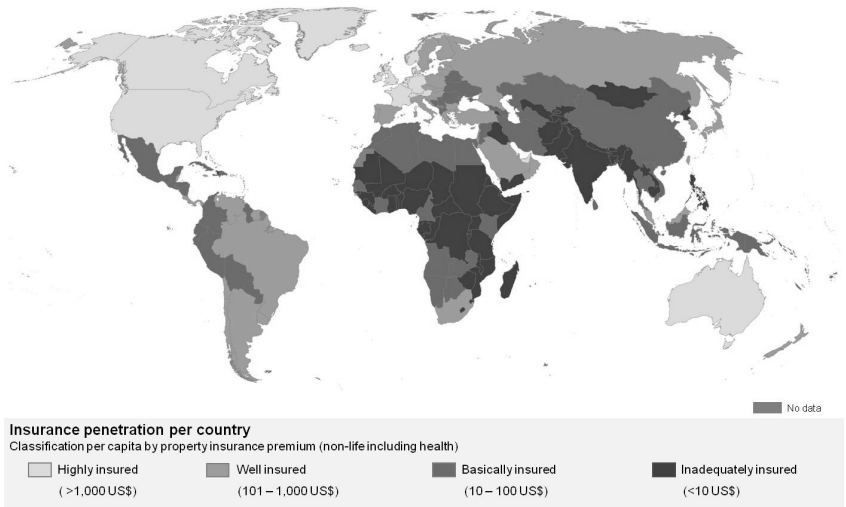 No data
Insurance penetration per country
Classification per capita by property insurance premium (non-life including health)
Highly insured Well insured Basically insured Inadequately insured
( >1,000 US$) (101 – 1,000 US$) (10 – 100 US$) (<10 US$)